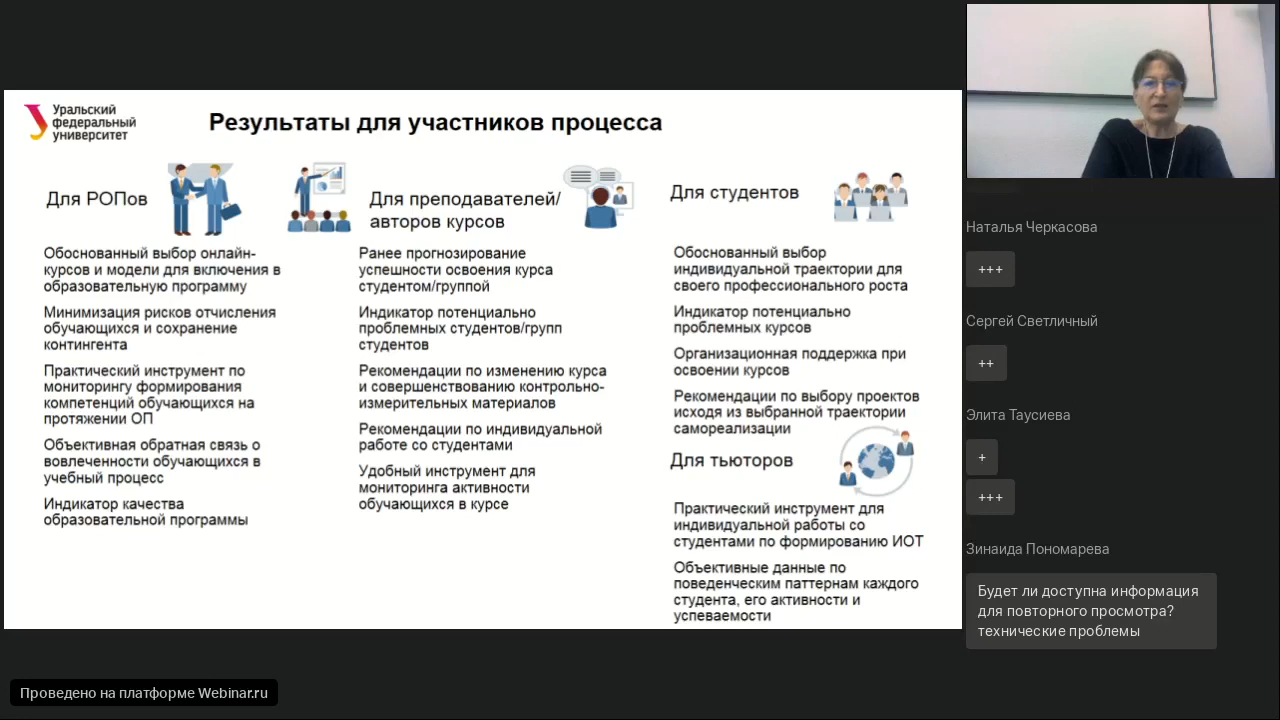 Уральский
федеральный
университет
Результаты для участников процесса
Для РОПов
Обоснованный выбор онлайн-
курсов и модели для включения в
образовательную программу
Минимизация рисков отчисления
обучающихся и сохранение
контингента
Практический инструмент по
мониторингу формирования
компетенций обучающихся на
протяжении ОП
Объективная обратная связь о
вовлеченности обучающихся в
учебный процесс
Индикатор качества
образовательной программы
Для преподавателей/
авторов курсов
Ранее прогнозирование
успешности освоения курса
студентом/группой
Индикатор потенциально
проблемных студентов/групп
студентов
Рекомендации по изменению курса
и совершенствованию контрольно-
измерительных материалов
Рекомендации по индивидуальной
работе со студентами
Удобный инструмент для
мониторинга активности
обучающихся в курсе
Для студентов
Обоснованный выбор
индивидуальной траектории для
своего профессионального роста
Индикатор потенциально
проблемных курсов
Организационная поддержка при
освоении курсов
Рекомендации по выбору проектов
исходя из выбранной траектории
самореализации
Для тьюторов
Практический инструмент для
индивидуальной работы со
студентами по формированию ИОТ
Объективные данные по
поведенческим паттернам каждого
студента, его активности и
успеваемости
Наталья Черкасова
+++
Сергей Светличный
++
Элита Таусиева
+
+++
Зинаида Пономарева
Будет ли доступна информация
для повторного просмотра?
технические проблемы
Проведено на платформе Webinar.ru